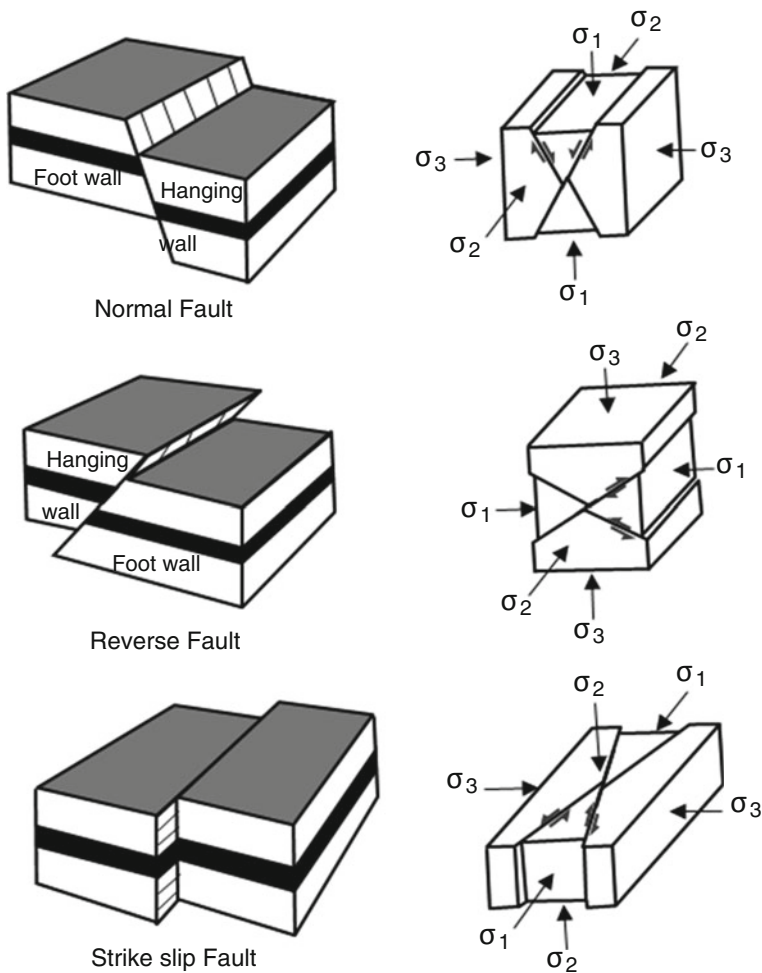 σ2
σ1
Foot wall
Hanging
wall
σ3
σ3
σ2
σ1
Normal Fault
σ2
σ3
Hanging
wall
Foot wall
σ1
σ1
σ2
σ3
Reverse Fault
σ1
σ2
σ3
σ3
σ1
σ2
Strike slip Fault